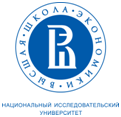 ВЫСШАЯ ШКОЛА ЭКОНОМИКИ
НАЦИОНАЛЬНЫЙ ИССЛЕДОВАТЕЛЬСКИЙ
УНИВЕРСИТЕТ